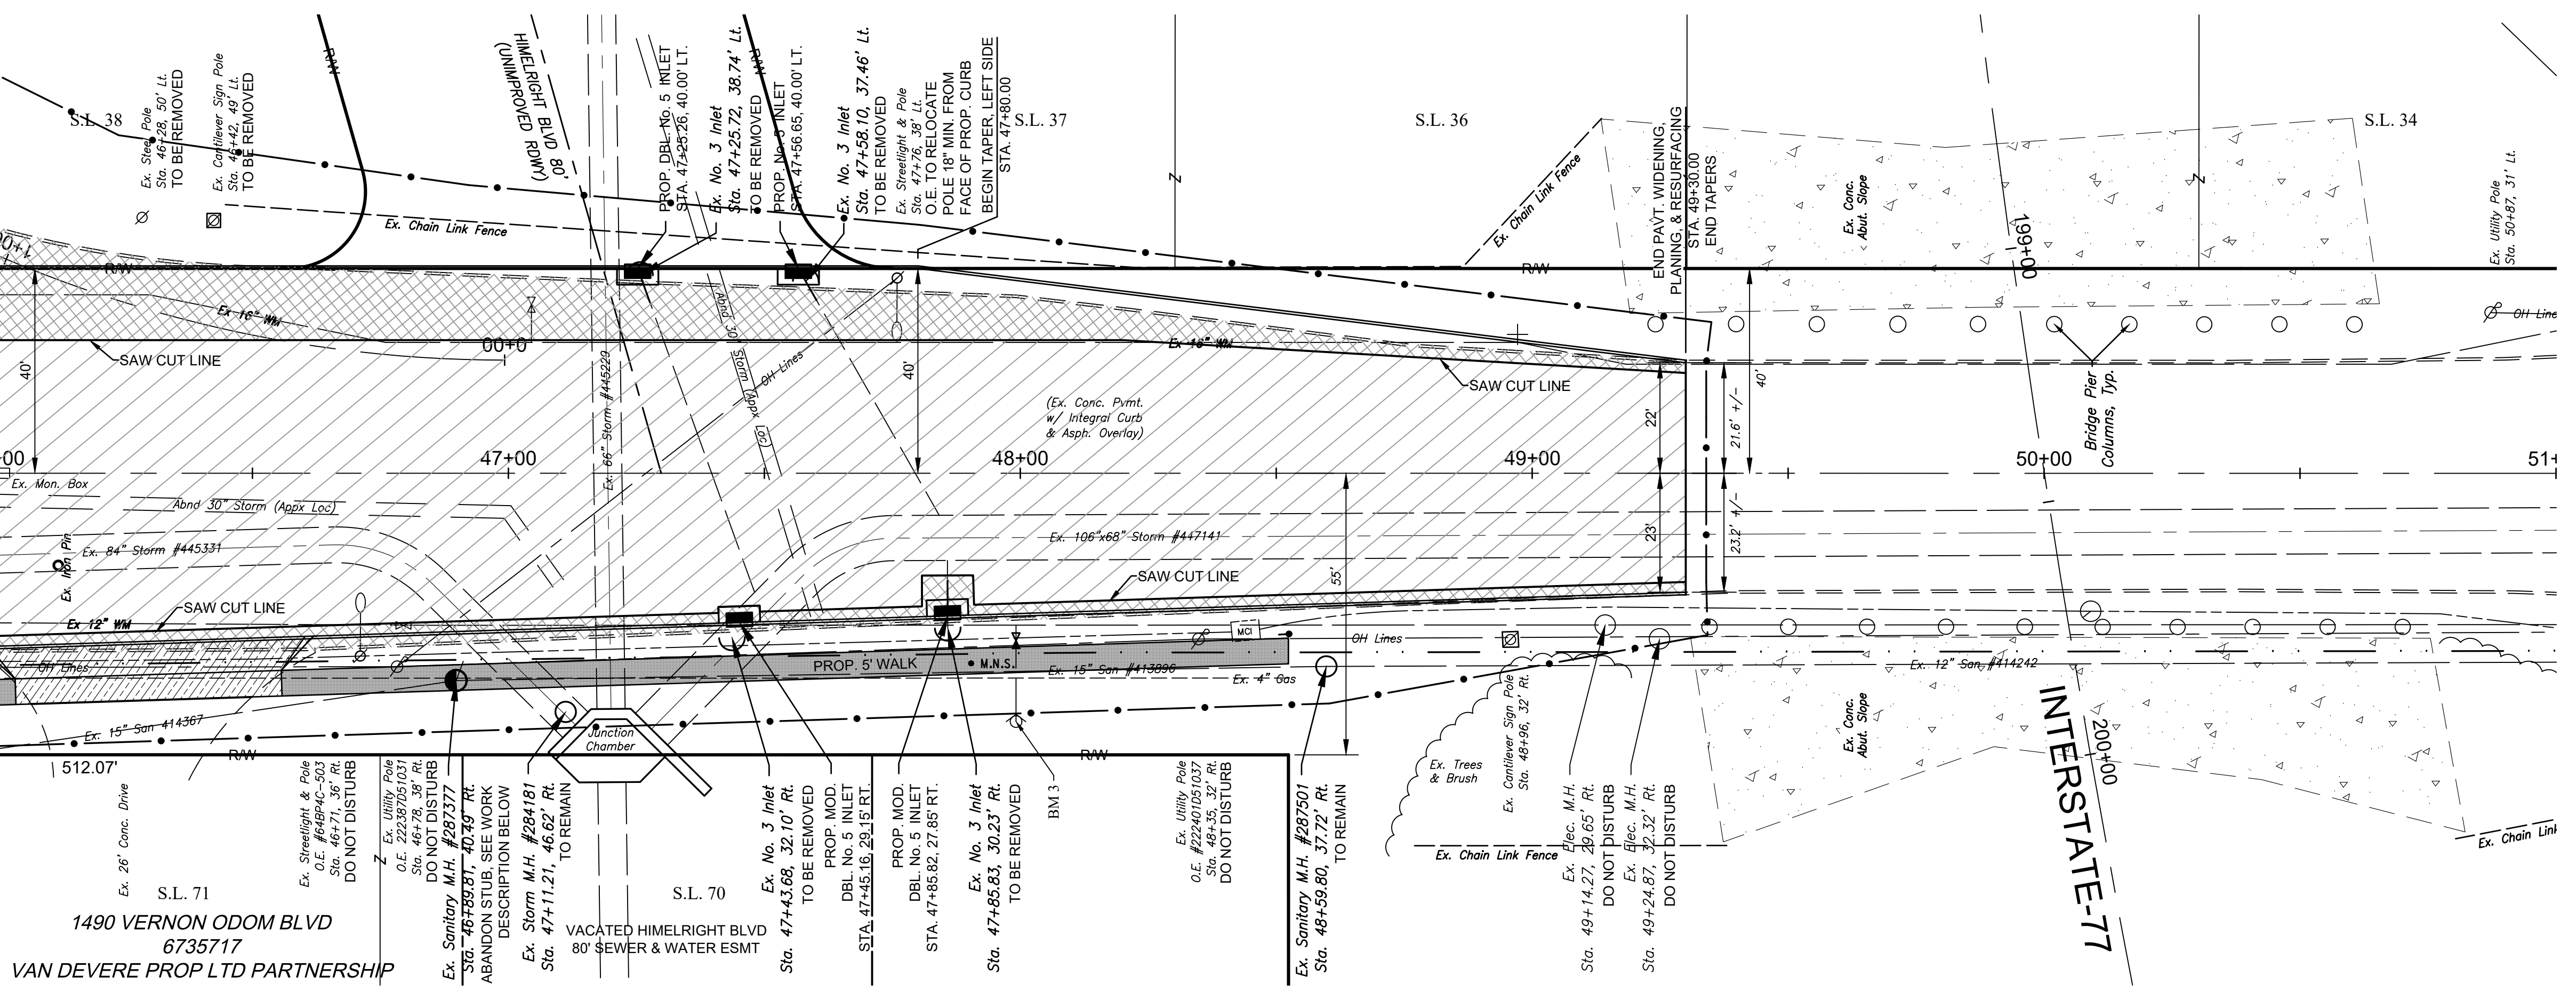 S.L. 38
Ex. Steel Pole
Sta. 46+28, 50' Lt.
TO BE REMOVED
Ex. Cantilever Sign Pole
Sta. 46+42, 49' Lt.
TO BE REMOVED
R/W
HIMELRIGHT BLVD 80'
(UNIMPROVED RDWY)
PROP. DBL. No. 5 INLET
STA. 47+25.26, 40.00' LT.
Ex. No. 3 Inlet
Sta. 47+25.72, 38.74' Lt.
TO BE REMOVED
R/W
PROP. No. 5 INLET
STA. 47+56.65, 40.00' LT.
Ex. No. 3 Inlet
Sta. 47+58.10, 37.46' Lt.
TO BE REMOVED
Ex. Streetlight & Pole
Sta. 47+76, 38' Lt.
O.E. TO RELOCATE
POLE 18" MIN. FROM
FACE OF PROP. CURB
BEGIN TAPER, LEFT SIDE
STA. 47+80.00
S.L. 37
Z
S.L. 36
Ex. Chain Link Fence
END PAVT. WIDENING,
PLANING, & RESURFACING
STA. 49+30.00
END TAPERS
Ex. Conc.
Abut. Slope
199+00
Z
S.L. 34
Ex. Utility Pole
Sta. 50+87, 31' Lt.
Ex. Chain Link Fence
1+00
R/W
R/W
Ex 16" WM
SAW CUT LINE
40'
00+0
Ex. 66" Storm #445229
Abnd 30" Storm (Appx Loc)
OH Lines
40'
Ex 16" WM
SAW CUT LINE
(Ex. Conc. Pvmt.
w/ Integral Curb
& Asph. Overlay)
22'
21.6' +/-
40'
Bridge Pier
Columns, Typ.
OH Line
00
47+00
48+00
49+00
50+00
51+
Ex. Mon. Box
Abnd 30" Storm (Appx Loc)
Ex. Iron Pin
Ex. 84" Storm #445331
Ex. 106"x68" Storm #447141
55'
23'
23.2' +/-
SAW CUT LINE
SAW CUT LINE
Ex 12" WM
OH Lines
PROP. 5' WALK
M.N.S.
MCI
OH Lines
Ex. 15" San #413896
Ex. 4" Gas
Ex. 12" San #414242
Ex. 15" San 414367
R/W
Junction
Chamber
R/W
512.07'
Ex. 26' Conc. Drive
S.L. 71
1490 VERNON ODOM BLVD
6735717
VAN DEVERE PROP LTD PARTNERSHIP
Ex. Streetlight & Pole
O.E. #64BP4C-503
Sta. 46+71, 36' Rt.
DO NOT DISTURB
Z
Ex. Utility Pole
O.E. 222387D51031
Sta. 46+78, 38' Rt.
DO NOT DISTURB
Ex. Sanitary M.H. #287377
Sta. 46+89.81, 40.49' Rt.
ABANDON STUB, SEE WORK
DESCRIPTION BELOW
Ex. Storm M.H. #284181
Sta. 47+11.21, 46.62' Rt.
TO REMAIN
S.L. 70
VACATED HIMELRIGHT BLVD
80' SEWER & WATER ESMT
Ex. No. 3 Inlet
Sta. 47+43.68, 32.10' Rt.
TO BE REMOVED
PROP. MOD.
DBL. No. 5 INLET
STA. 47+45.16, 29.15' RT.
PROP. MOD.
DBL. No. 5 INLET
STA. 47+85.82, 27.85' RT.
Ex. No. 3 Inlet
Sta. 47+85.83, 30.23' Rt.
TO BE REMOVED
BM 3
Ex. Utility Pole
O.E. #222401D51037
Sta. 48+35, 32' Rt.
DO NOT DISTURB
Ex. Sanitary M.H. #287501
Sta. 48+59.80, 37.72' Rt.
TO REMAIN
Ex. Trees
& Brush
Ex. Cantilever Sign Pole
Sta. 48+96, 32' Rt.
Ex. Chain Link Fence
Ex. Elec. M.H.
Sta. 49+14.27, 29.65' Rt.
DO NOT DISTURB
Ex. Elec. M.H.
Sta. 49+24.87, 32.32' Rt.
DO NOT DISTURB
Ex. Conc.
Abut. Slope
INTERSTATE-77
200+00
Ex. Chain Link